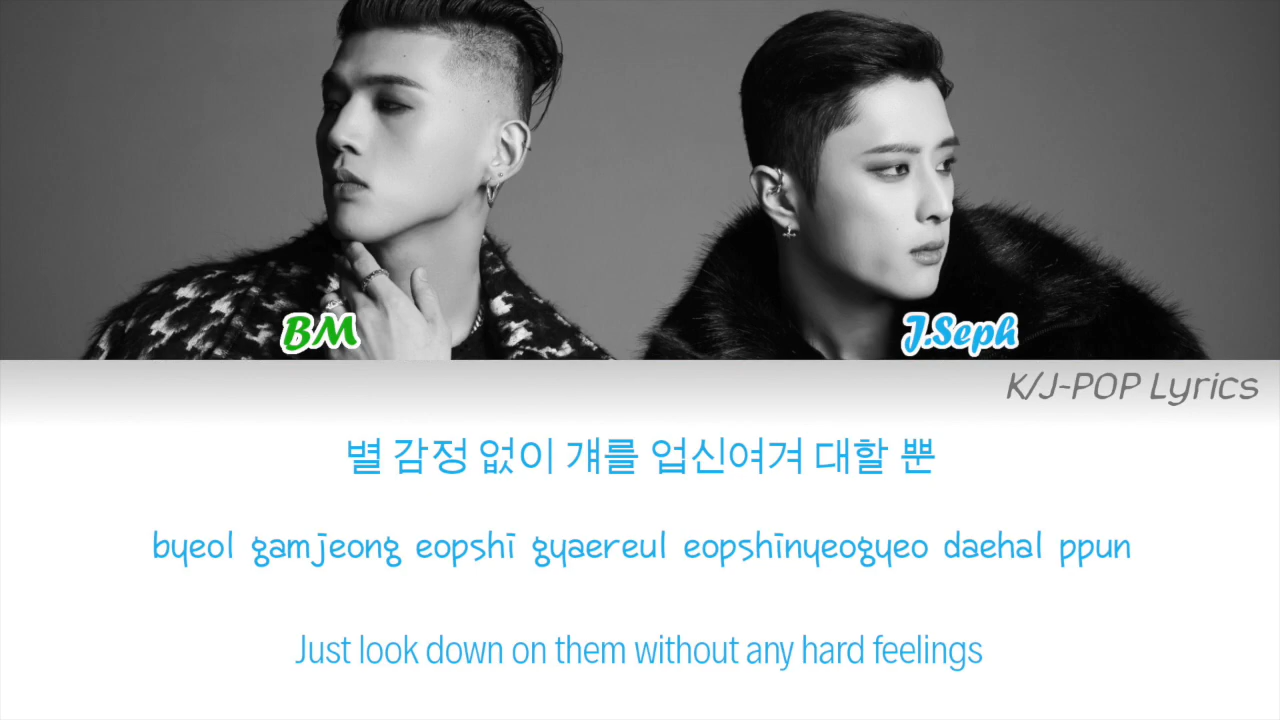 BM
J.Seph
K/J-POP Lyrics
별 감정 없이 걔를 업신여겨 대할 뿐
byeol gamjeong eopshi gyaereul eopshinyeogyeo daehal ppun
Just look down on them without any hard feelings